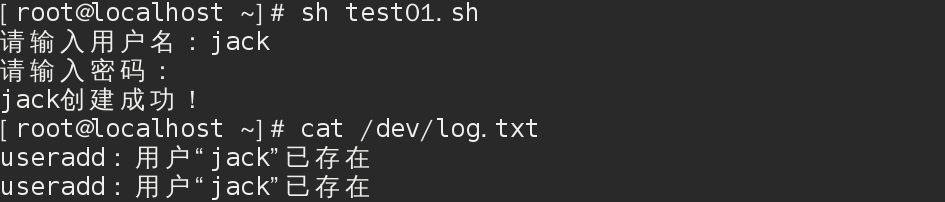 [root@localhost ~]# sh test01.sh
请输入用户名：jack
请输入密码：
jack创建成功！
[root@localhost ~]# cat /dev/log.txt
useradd：用户“jack”已存在
useradd：用户“jack”已存在